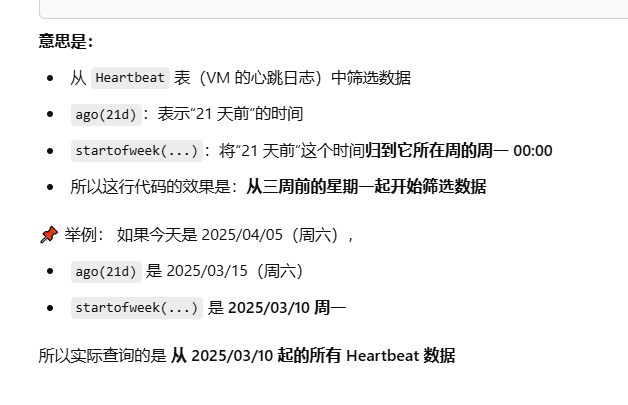 意思是：
• 从 Heartbeat 表（VM 的心跳日志）中筛选数据
• ago(21d)：表示“21 天前”的时间
• startofweek(...)：将“21 天前”这个时间归到它所在周的周一 00:00
• 所以这行代码的效果是：从三周前的星期一起开始筛选数据
📌 举例： 如果今天是 2025/04/05（周六）,
• ago(21d) 是 2025/03/15（周六）
• startofweek(...) 是 2025/03/10 周一
所以实际查询的是 从 2025/03/10 起的所有 Heartbeat 数据